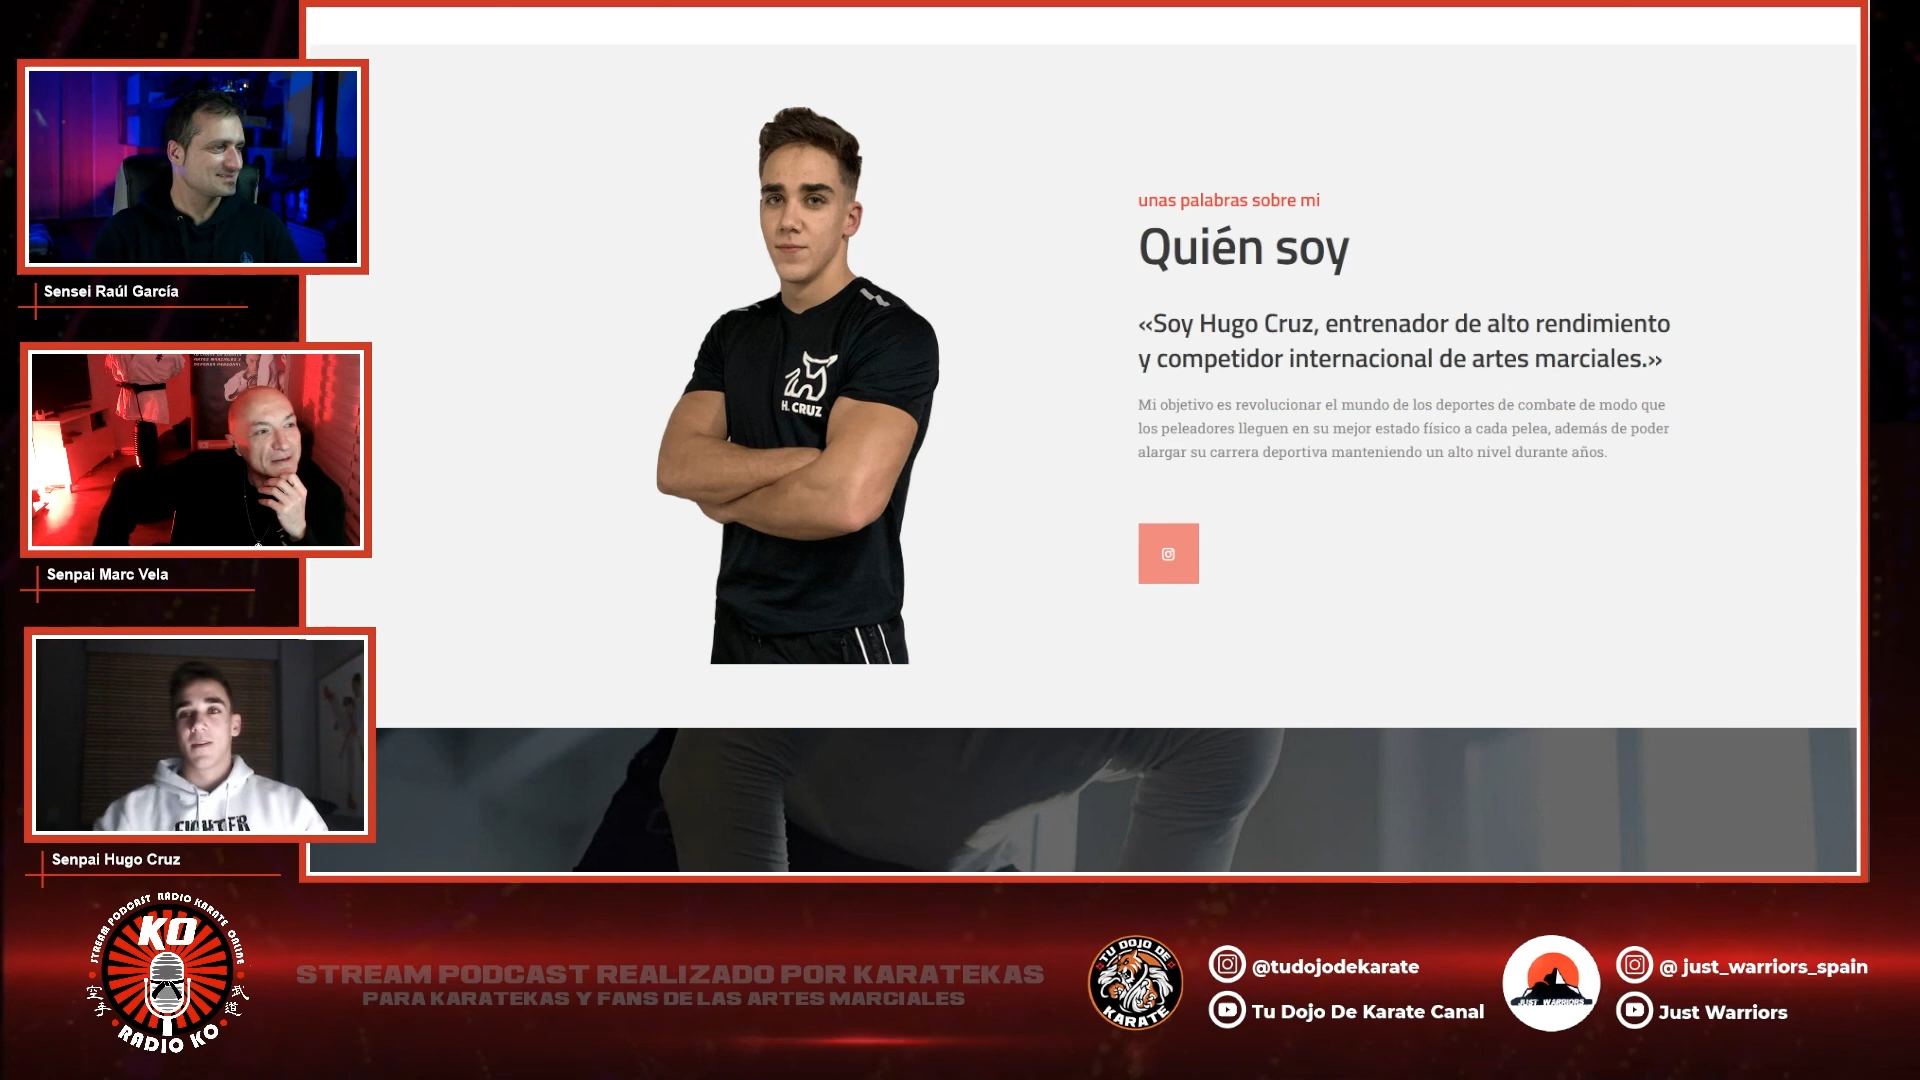 Sensei Raúl García
Senpai Marc Vela
FIGHTER
Senpai Hugo Cruz
H. CRUZ
unas palabras sobre mi
Quién soy
«Soy Hugo Cruz, entrenador de alto rendimiento
y competidor internacional de artes marciales.»
Mi objetivo es revolucionar el mundo de los deportes de combate de modo que
los peleadores lleguen en su mejor estado físico a cada pelea, además de poder
alargar su carrera deportiva manteniendo un alto nivel durante años.
STREAM PODCAST RADIO KARATE ONLINE
KO
空手
武道
RADIO KO
STREAM PODCAST REALIZADO POR KARATEKAS
PARA KARATEKAS Y FANS DE LAS ARTES MARCIALES
TU DOJO DE
KARATE
@tudojodekarate
Tu Dojo De Karate Canal
JUST WARRIORS
@ just_warriors_spain
Just Warriors